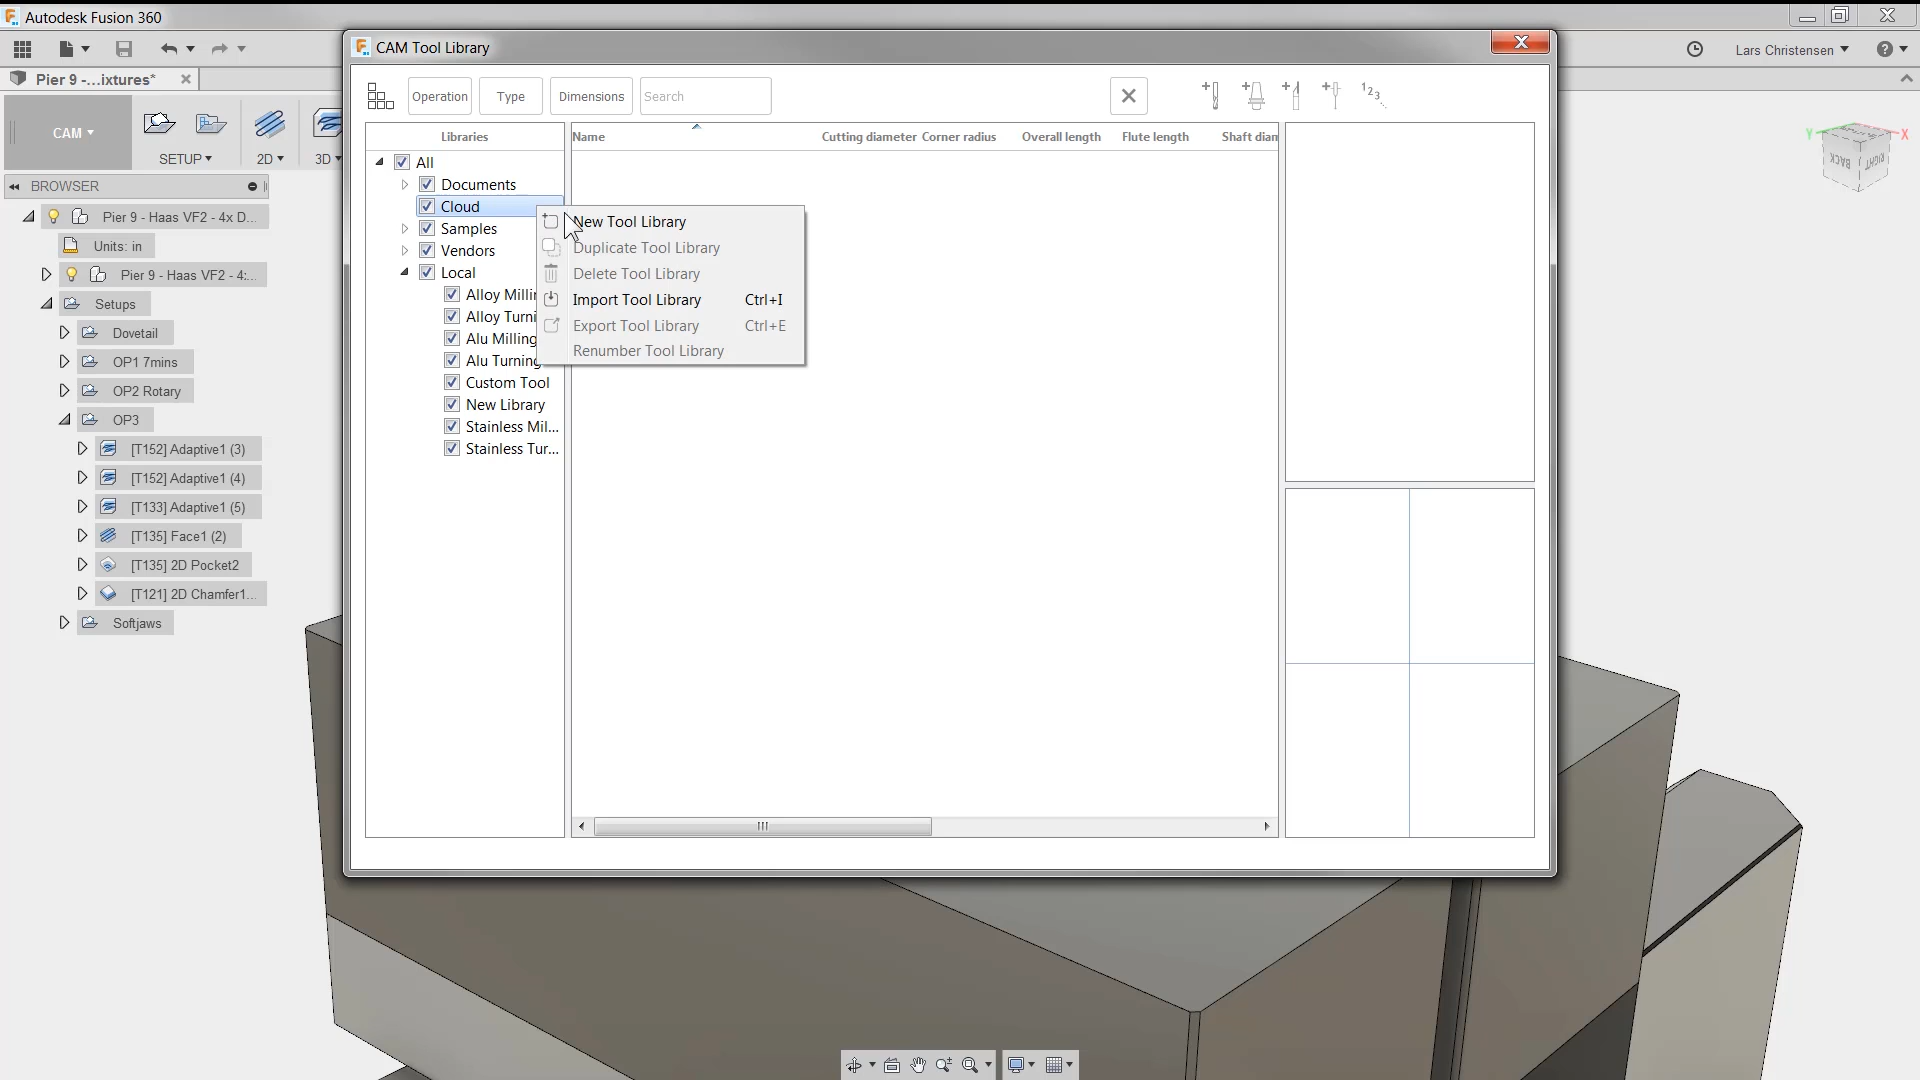 Autodesk Fusion 360
CAM Tool Library
Lars Christensen
Pier 9 -...ixtures*
Operation
Type
Dimensions
Search
CAM
SETUP
2D
3D
Libraries
Name
Cutting diameter
Corner radius
Overall length
Flute length
Shaft diam
All
Documents
Cloud
Samples
Vendors
Local
Alloy Millin
Alloy Turni
Alu Milling
Alu Turning
Custom Tool
New Library
Stainless Mil...
Stainless Tur...
New Tool Library
Duplicate Tool Library
Delete Tool Library
Import Tool Library Ctrl+I
Export Tool Library Ctrl+E
Renumber Tool Library
BROWSER
Pier 9 - Haas VF2 - 4x D...
Units: in
Pier 9 - Haas VF2 - 4:...
Setups
Dovetail
OP1 7mins
OP2 Rotary
OP3
[T152] Adaptive1 (3)
[T152] Adaptive1 (4)
[T133] Adaptive1 (5)
[T135] Face1 (2)
[T135] 2D Pocket2
[T121] 2D Chamfer1...
Softjaws
Y
X
BACK
RIGHT